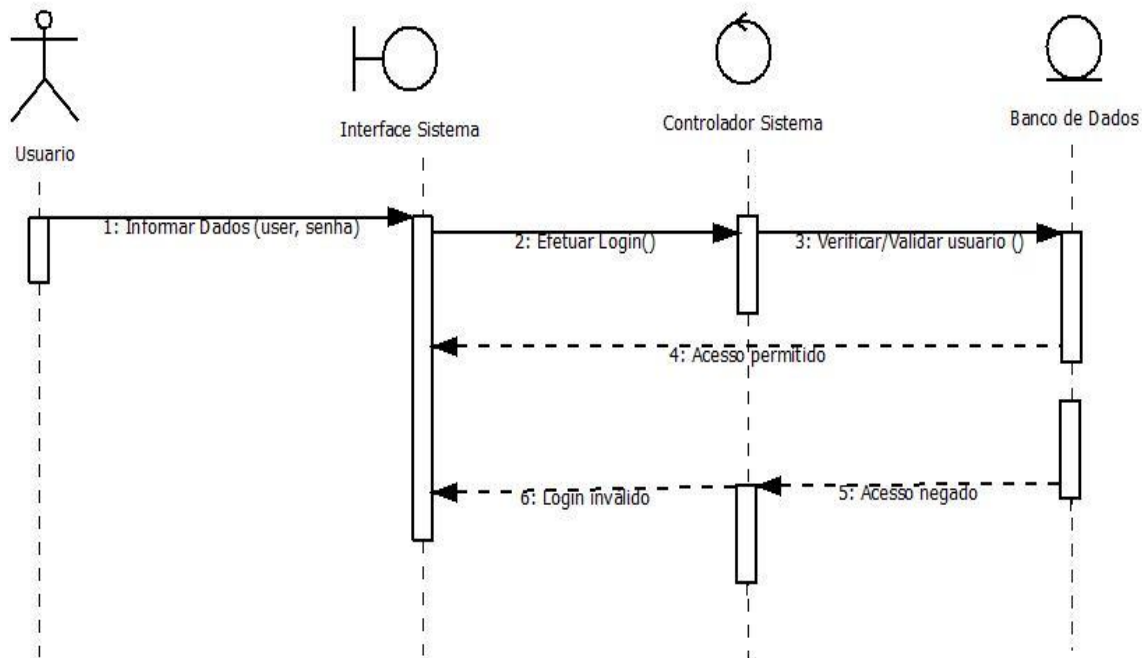 Usuario
Interface Sistema
Controlador Sistema
Banco de Dados
1: Informar Dados (user, senha)
2: Efetuar Login()
3: Verificar/Validar usuario ()
4: Acesso permitido
5: Acesso negado
6: Login invalido